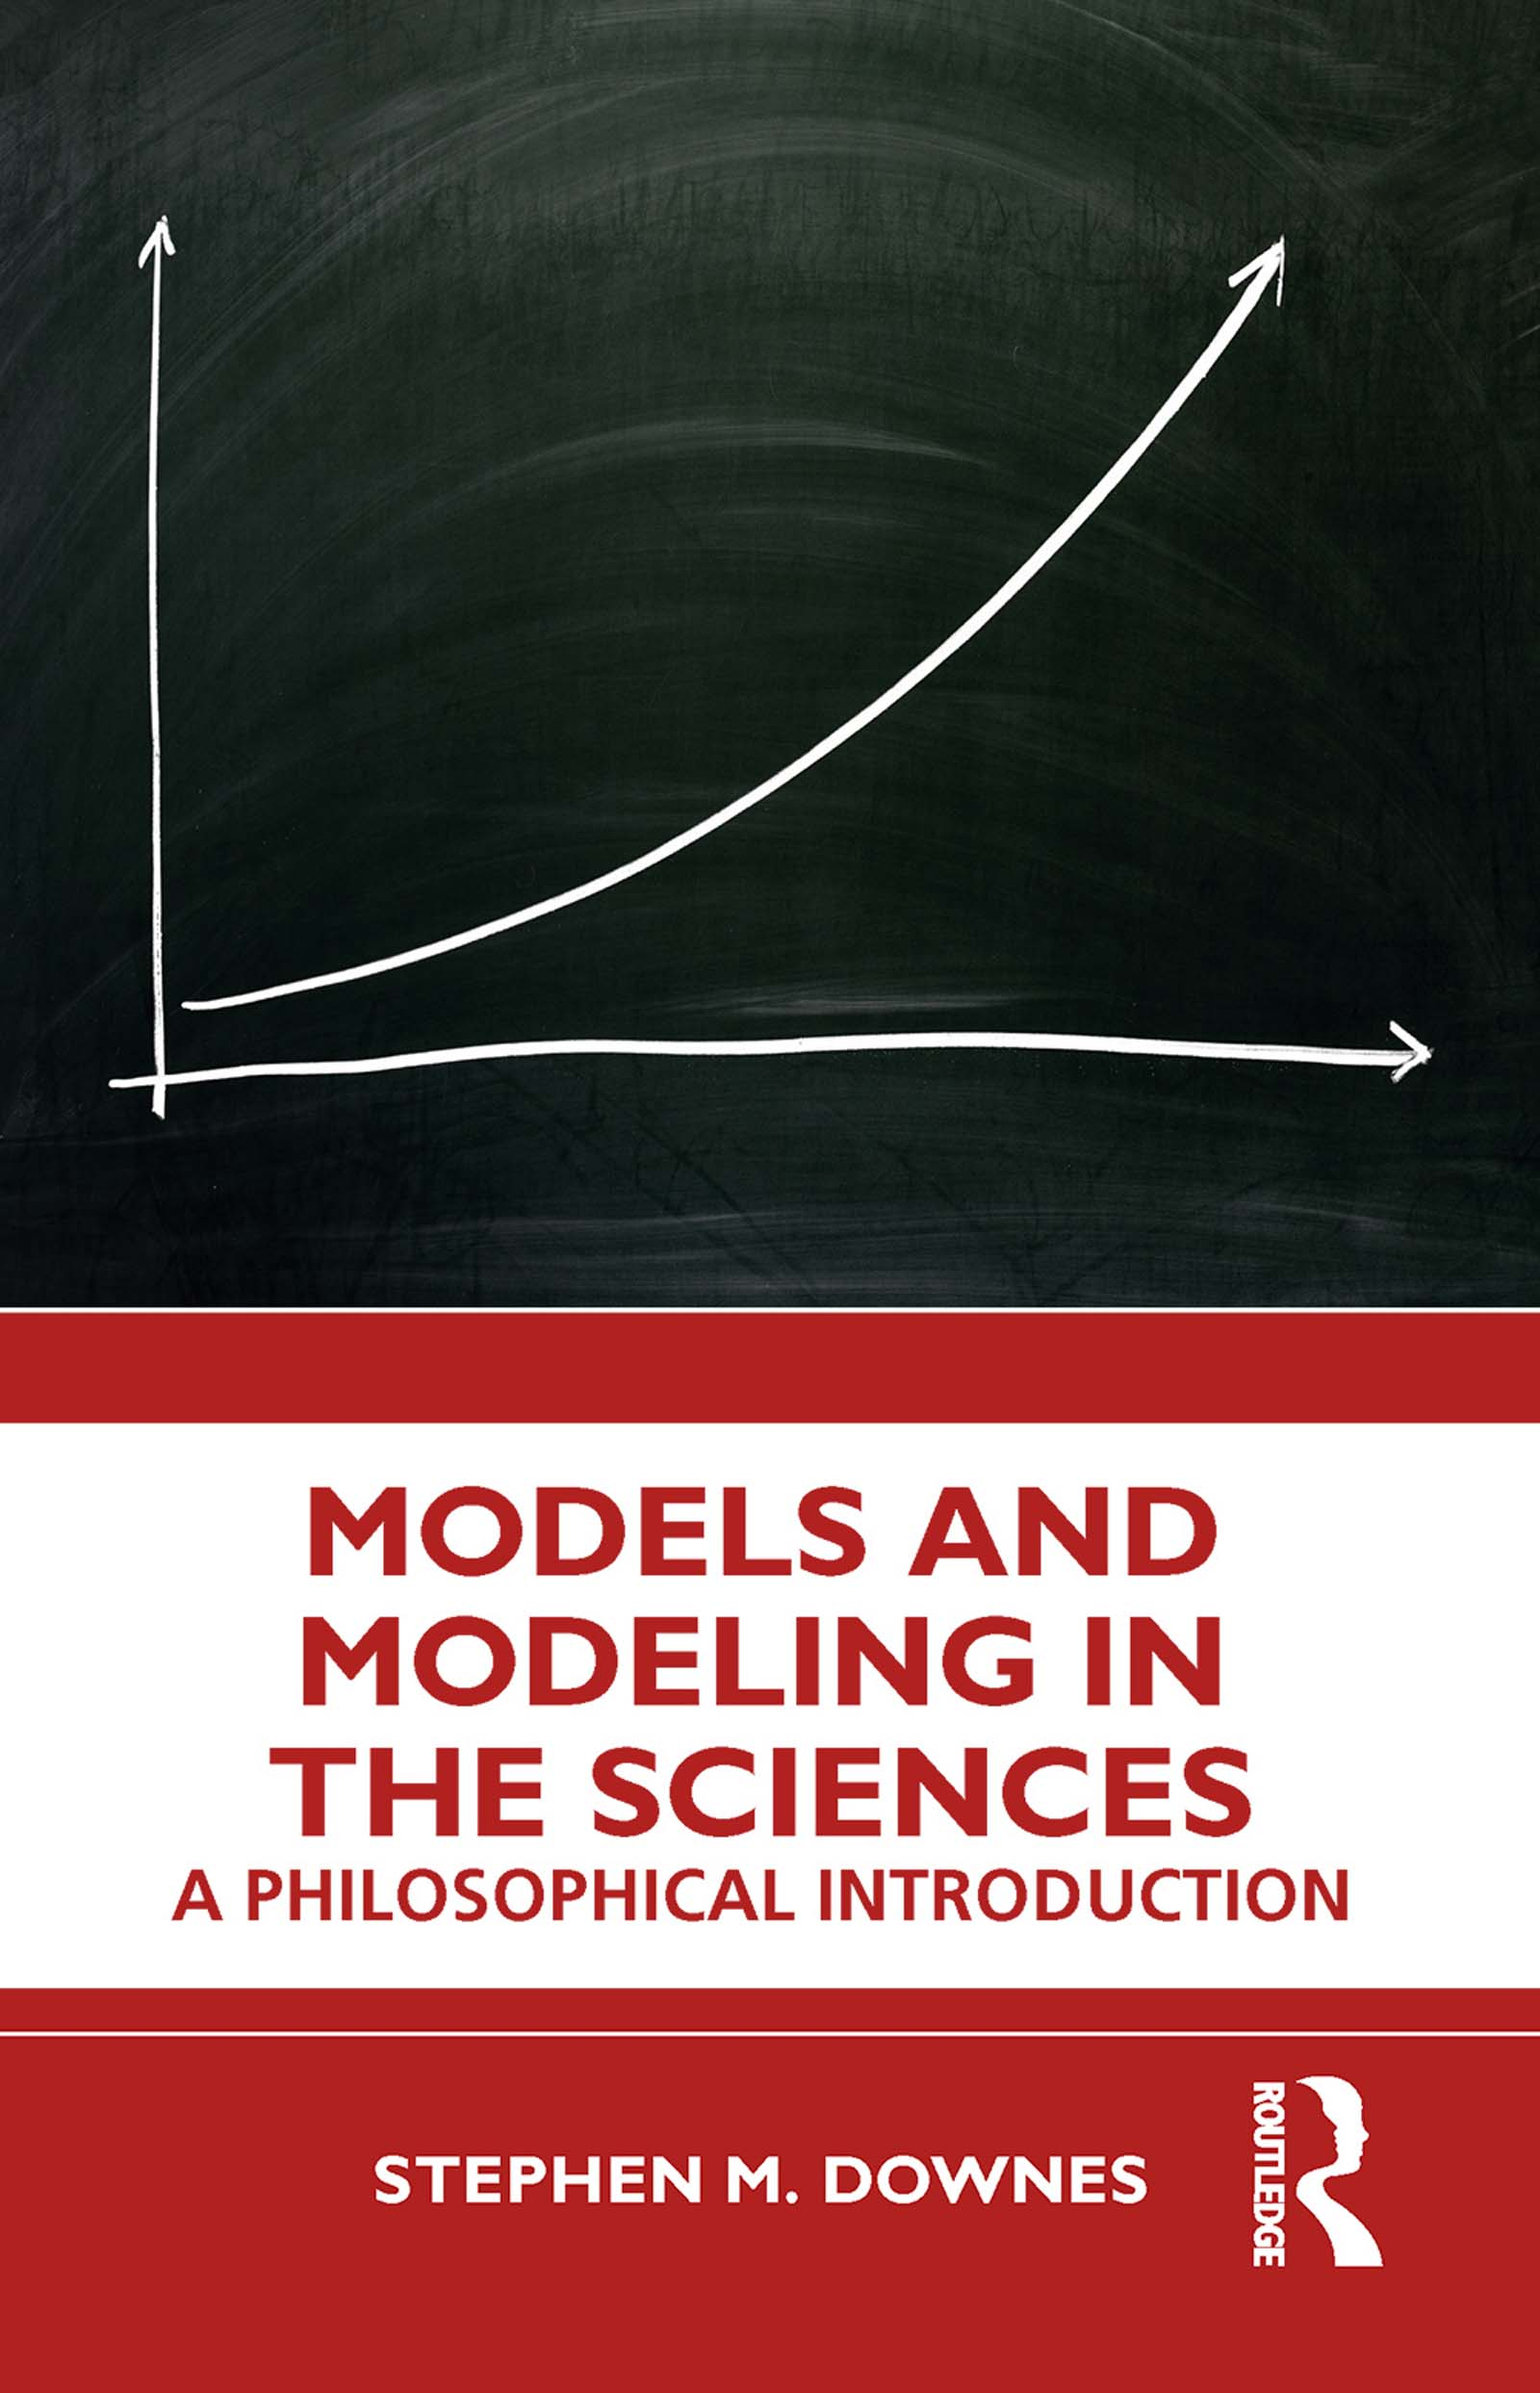 MODELS AND
MODELING IN
THE SCIENCES
A PHILOSOPHICAL INTRODUCTION
STEPHEN M. DOWNES
ROUTLEDGE